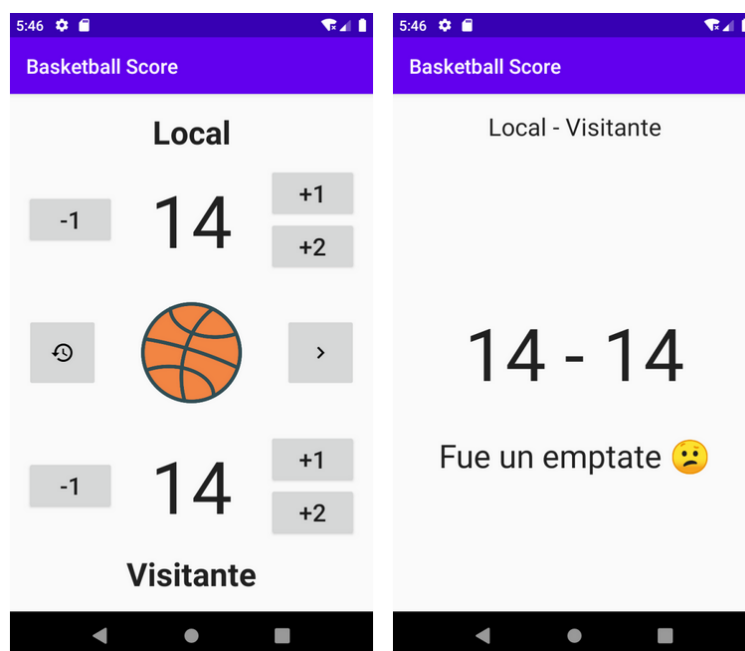 5:46
Basketball Score
Local
-1
14
+1
+2
-1
14
+1
+2
Visitante
5:46
Basketball Score
Local - Visitante
14 - 14
Fue un emptate 😕